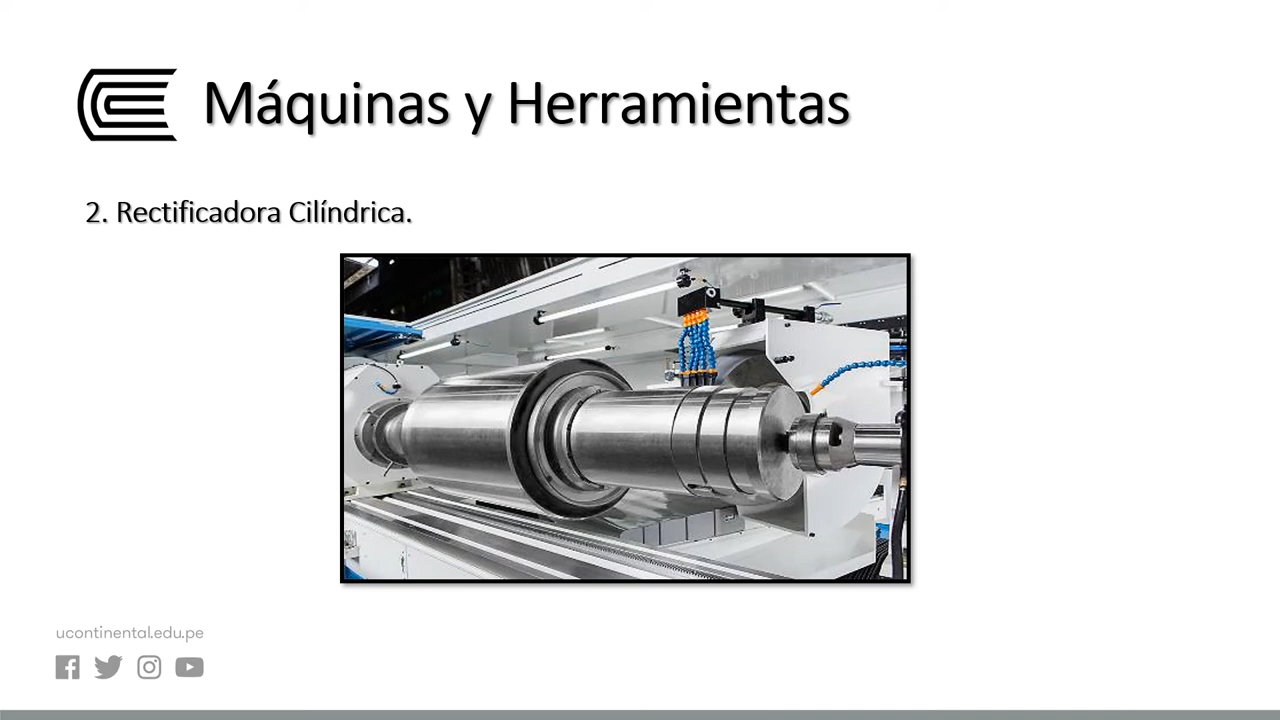 Máquinas y Herramientas
2. Rectificadora Cilíndrica.
ucontinental.edu.pe